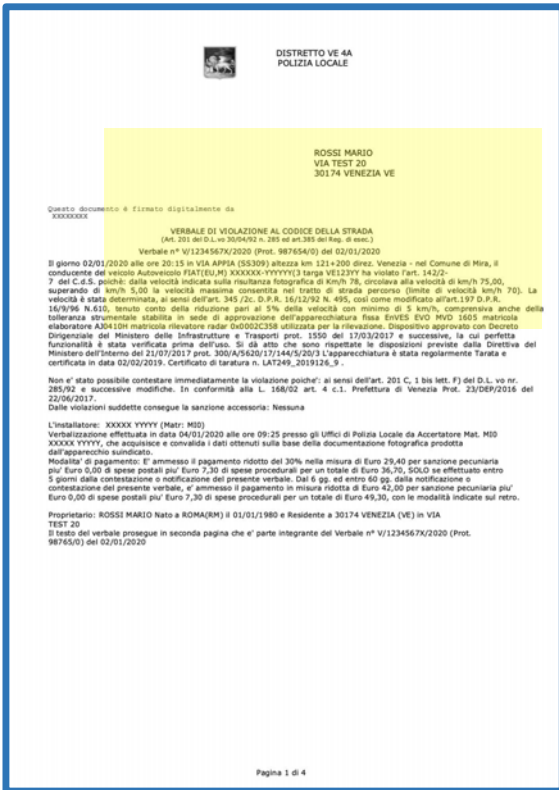 DISTRETTO VE 4A
POLIZIA LOCALE
ROSSI MARIO
VIA TEST 20
30174 VENEZIA VE
Questo documento é firmato digitalmente da
XXXXXXXX
VERBALE DI VIOLAZIONE AL CODICE DELLA STRADA
(Art. 201 del D.L.vo 30/04/92 n. 285 ed art.385 del Reg. di esec.)
Verbale n° V/1234567X/2020 (Prot. 987654/0) del 02/01/2020
Il giorno 02/01/2020 alle ore 20:15 in VIA APPIA (SS309) altezza km 121+200 direz. Venezia - nel Comune di Mira, il
conducente del veicolo Autoveicolo FIAT(EU,M) XXXXXX-YYYYYY(3 targa VE123YY ha violato l'art. 142/2-
7 del C.d.S. poichè: dalla velocità indicata sulla risultanza fotografica di Km/h 78, circolava alla velocità di km/h 75,00,
superando di km/h 5,00 la velocità massima consentita nel tratto di strada percorso (limite di velocità km/h 70). La
velocità è stata determinata, ai sensi dell'art. 345 /2c. D.P.R. 16/12/92 N. 495, così come modificato all'art.197 D.P.R.
16/9/96 N.610, tenuto conto della riduzione pari al 5% della velocità con minimo di 5 km/h, comprensiva anche della
tolleranza strumentale stabilita in sede di approvazione dell'apparecchiatura fissa EnVES EVO MVD 1605 matricola
elaboratore AJ0410H matricola rilevatore radar 0x0002C358 utilizzata per la rilevazione. Dispositivo approvato con Decreto
Dirigenziale del Ministero delle Infrastrutture e Trasporti prot. 1550 del 17/03/2017 e successive, la cui perfetta
funzionalità è stata verificata prima dell'uso. Si dà atto che sono rispettate le disposizioni previste dalla Direttiva del
Ministero dell'Interno del 21/07/2017 prot. 300/A/5620/17/144/5/20/3 L'apparecchiatura è stata regolarmente Tarata e
certificata in data 02/02/2019. Certificato di taratura n. LAT249_2019126_9 .
Non e' stato possibile contestare immediatamente la violazione poiche': ai sensi dell'art. 201 C, 1 bis lett. F) del D.L. vo nr.
285/92 e successive modifiche. In conformità alla L. 168/02 art. 4 c.1. Prefettura di Venezia Prot. 23/DEP/2016 del
22/06/2017.
Dalle violazioni suddette consegue la sanzione accessoria: Nessuna
L'installatore: XXXXX YYYYY (Matr: MI0)
Verbalizzazione effettuata in data 04/01/2020 alle ore 09:25 presso gli Uffici di Polizia Locale da Accertatore Mat. MI0
XXXXX YYYYY, che acquisisce e convalida i dati ottenuti sulla base della documentazione fotografica prodotta
dall'apparecchio suindicato.
Modalita' di pagamento: E' ammesso il pagamento ridotto del 30% nella misura di Euro 29,40 per sanzione pecuniaria
piu' Euro 0,00 di spese postali piu' Euro 7,30 di spese procedurali per un totale di Euro 36,70, SOLO se effettuato entro
5 giorni dalla contestazione o notificazione del presente verbale. Dal 6 gg. ed entro 60 gg. dalla notificazione o
contestazione del presente verbale, e' ammesso il pagamento in misura ridotta di Euro 42,00 per sanzione pecuniaria piu'
Euro 0,00 di spese postali piu' Euro 7,30 di spese procedurali per un totale di Euro 49,30, con le modalità indicate sul retro.
Proprietario: ROSSI MARIO Nato a ROMA(RM) il 01/01/1980 e Residente a 30174 VENEZIA (VE) in VIA
TEST 20
Il testo del verbale prosegue in seconda pagina che e' parte integrante del Verbale n° V/1234567X/2020 (Prot.
98765/0) del 02/01/2020
Pagina 1 di 4